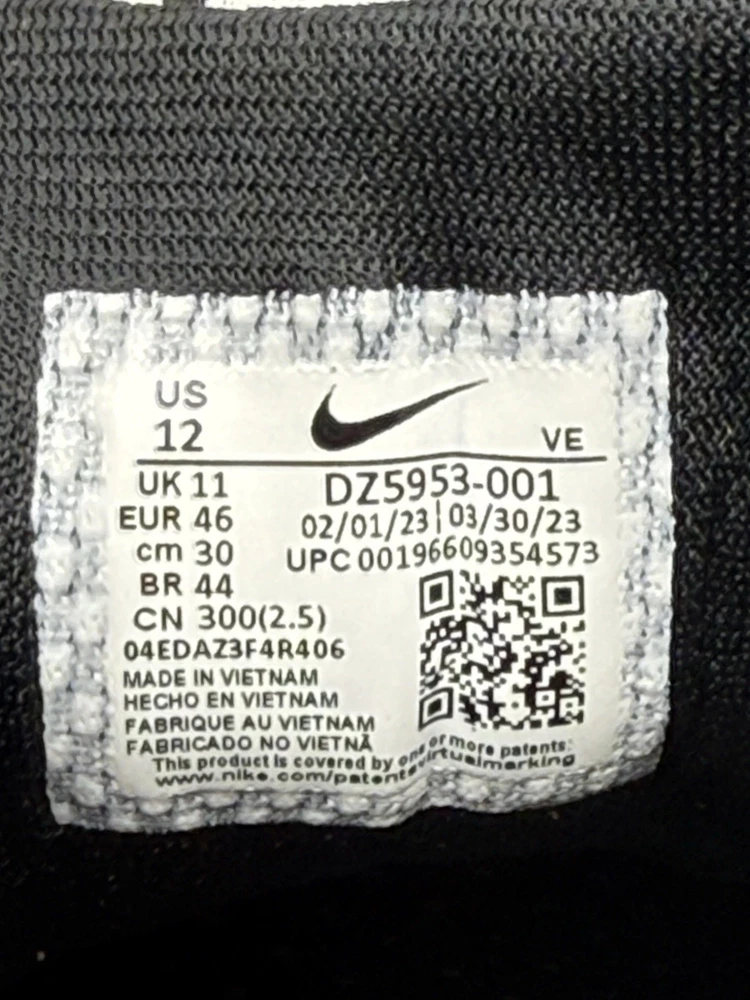 US
12
VE
UK 11
DZ5953-001
EUR 46
02/01/23|03/30/23
cm 30
UPC 00196609354573
BR 44
CN 300(2.5)
04EDAZ3F4R406
MADE IN VIETNAM
HECHO EN VIETNAM
FABRIQUE AU VIETNAM
FABRICADO NO VIETNÃ
This product is covered by one or more patents:
www.nike.com/patentsvirtualmarking